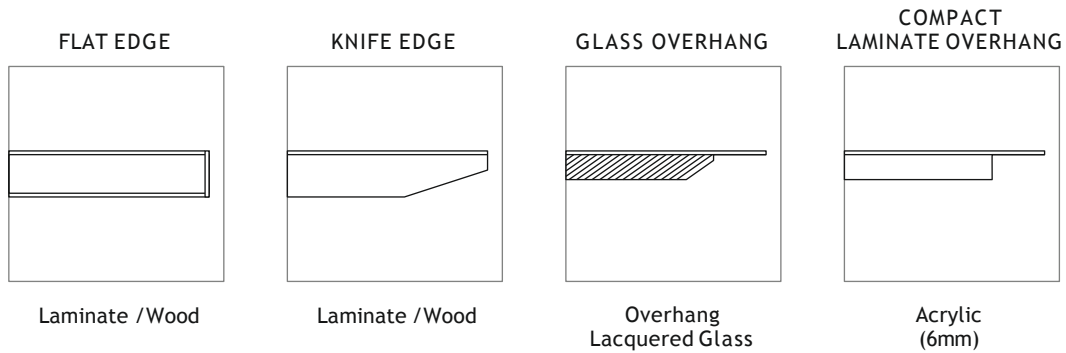 FLAT EDGE
KNIFE EDGE
GLASS OVERHANG
COMPACT
LAMINATE OVERHANG
Laminate /Wood
Laminate /Wood
Overhang
Lacquered Glass
Acrylic
(6mm)